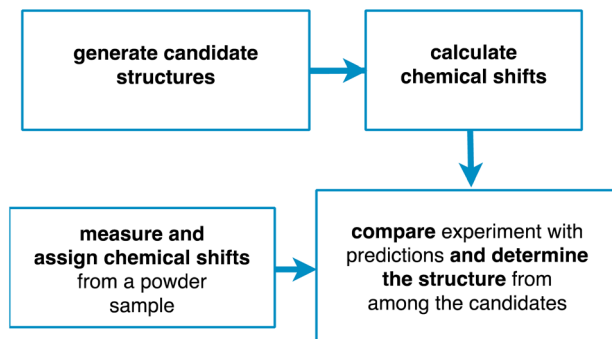 generate candidate
structures
calculate
chemical shifts
measure and
assign chemical shifts
from a powder
sample
compare experiment with
predictions and determine
the structure from
among the candidates